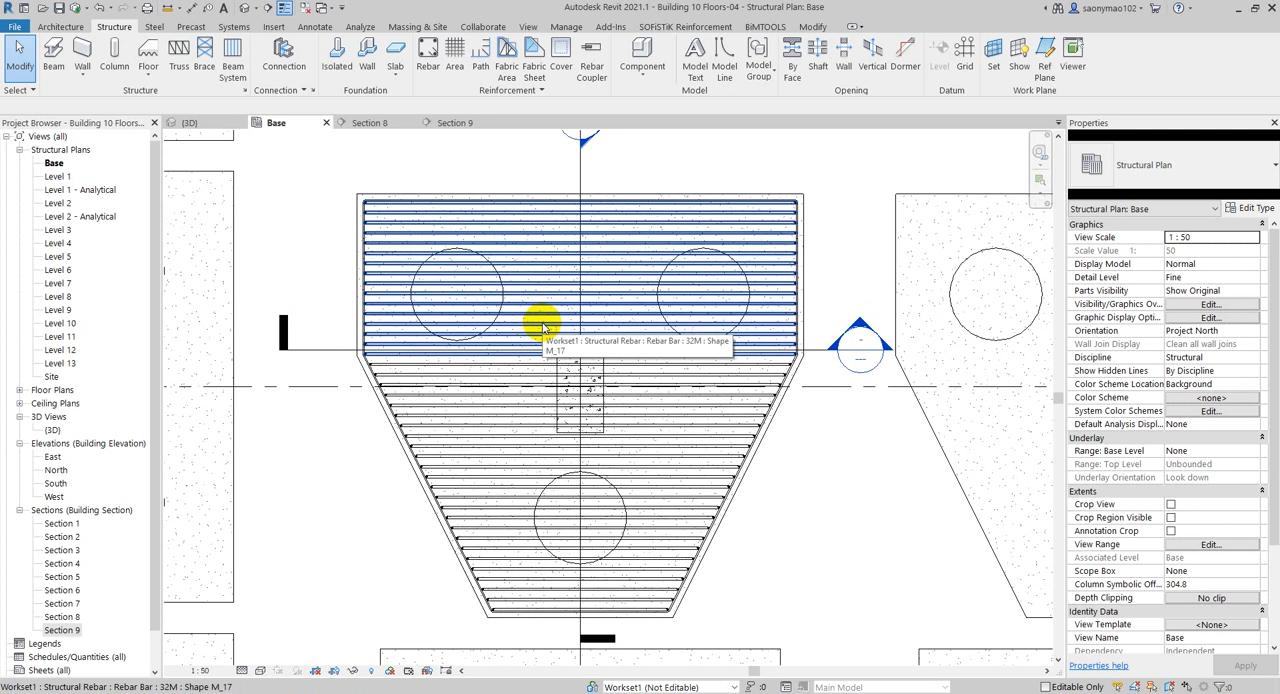 Autodesk Revit 2021.1 - Building 10 Floors-04 - Structural Plan: Base
saonymao102
File Architecture Structure Precast Systems Steel Insert Annotate Analyze Massing & Site Collaborate View Manage Add-Ins SOFiSTiK Reinforcement BiMTOOLS Modify
Modify Beam Wall Column Floor Truss Brace Beam System Connection Isolated Wall Slab Rebar Area Path Fabric Area Fabric Sheet Cover Rebar Coupler Component Model Text Model Line Model Group By Face Shaft Wall Vertical Dormer Level Grid Set Show Ref Plane Viewer
Select Structure Connection Foundation Reinforcement Model Opening Datum Work Plane
Project Browser - Building 10 Floors...
{3D} Base Section 8 Section 9
Views (all)
Structural Plans
Base
Level 1
Level 1 - Analytical
Level 2
Level 2 - Analytical
Level 3
Level 4
Level 5
Level 6
Level 7
Level 8
Level 9
Level 10
Level 11
Level 12
Level 13
Site
Floor Plans
Ceiling Plans
3D Views
{3D}
Elevations (Building Elevation)
East
North
South
West
Sections (Building Section)
Section 1
Section 2
Section 3
Section 4
Section 5
Section 6
Section 7
Section 8
Section 9
Legends
Schedules/Quantities (all)
Sheets (all)
Workset1 : Structural Rebar : Rebar Bar : 32M : Shape
M_17
Properties
Structural Plan
Structural Plan: Base Edit Type
Graphics
View Scale 1 : 50
Scale Value 1: 50
Display Model Normal
Detail Level Fine
Parts Visibility Show Original
Visibility/Graphics Ov... Edit...
Graphic Display Opti... Edit...
Orientation Project North
Wall Join Display Clean all wall joins
Discipline Structural
Show Hidden Lines By Discipline
Color Scheme Location Background
Color Scheme <none>
System Color Schemes Edit...
Default Analysis Displ... None
Underlay
Range: Base Level None
Range: Top Level Unbounded
Underlay Orientation Look down
Extents
Crop View
Crop Region Visible
Annotation Crop
View Range Edit...
Associated Level Base
Scope Box None
Column Symbolic Off... 304.8
Depth Clipping No clip
Identity Data
View Template <None>
View Name Base
Dependency Independent
Properties help Apply
1 : 50
Workset1 : Structural Rebar : Rebar Bar : 32M : Shape M_17 Workset1 (Not Editable) :0 Main Model Editable Only :0